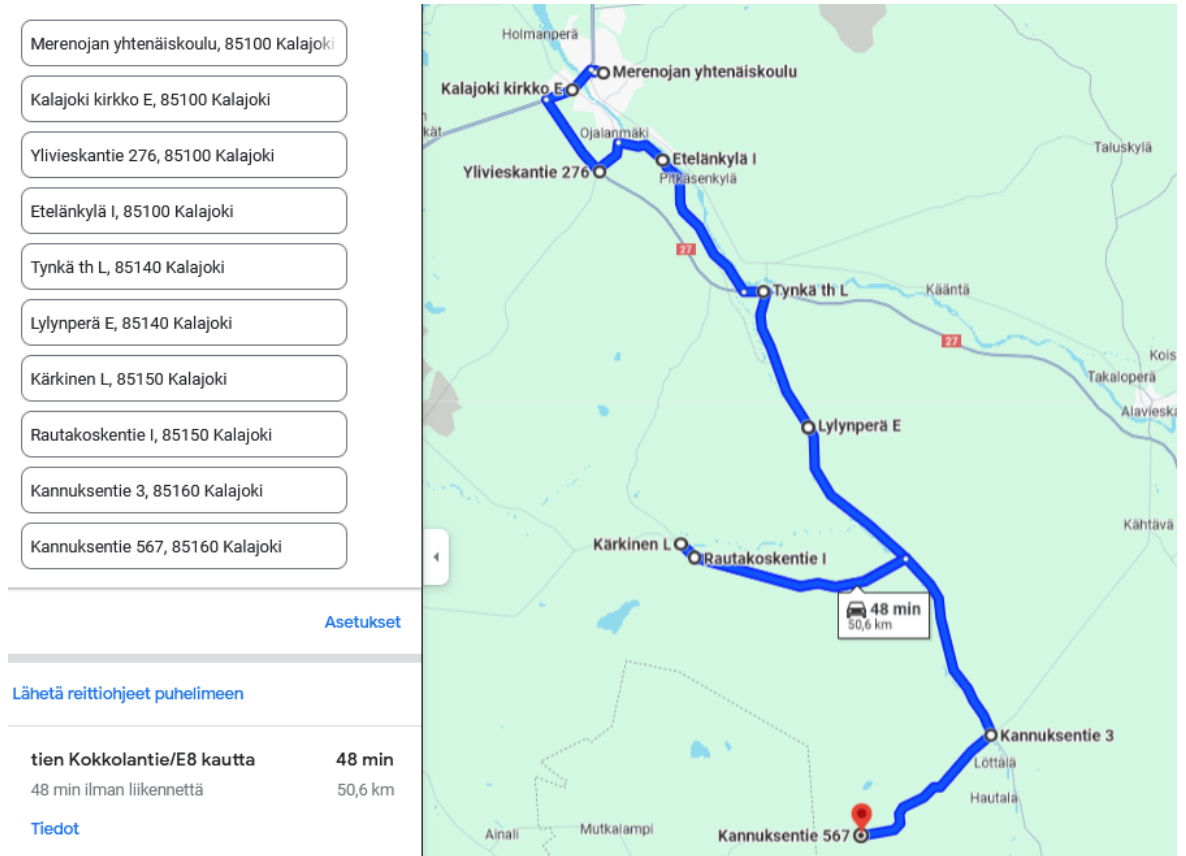 Merenojan yhtenäiskoulu, 85100 Kalajoki
Kalajoki kirkko E, 85100 Kalajoki
Ylivieskantie 276, 85100 Kalajoki
Etelänkylä I, 85100 Kalajoki
Tynkä th L, 85140 Kalajoki
Lylynperä E, 85140 Kalajoki
Kärkinen L, 85150 Kalajoki
Rautakoskentie I, 85150 Kalajoki
Kannuksentie 3, 85160 Kalajoki
Kannuksentie 567, 85160 Kalajoki
Asetukset
Lähetä reittiohjeet puhelimeen
tien Kokkolantie/E8 kautta 48 min
48 min ilman liikennettä 50,6 km
Tiedot
Holmanperä
Merenojan yhtenäiskoulu
Kalajoki kirkko E
kät
Ojalanmäki
Taluskylä
Etelänkylä I
Ylivieskantie 276
Pitkäsenkylä
27
Tynkä th L
Kääntä
27
Kois
Takaloperä
Alavieska
Lylynperä E
Kähtävä
Kärkinen L
Rautakoskentie I
48 min
50,6 km
Kannuksentie 3
Löttälä
Hautala
Ainali
Mutkalampi
Kannuksentie 567